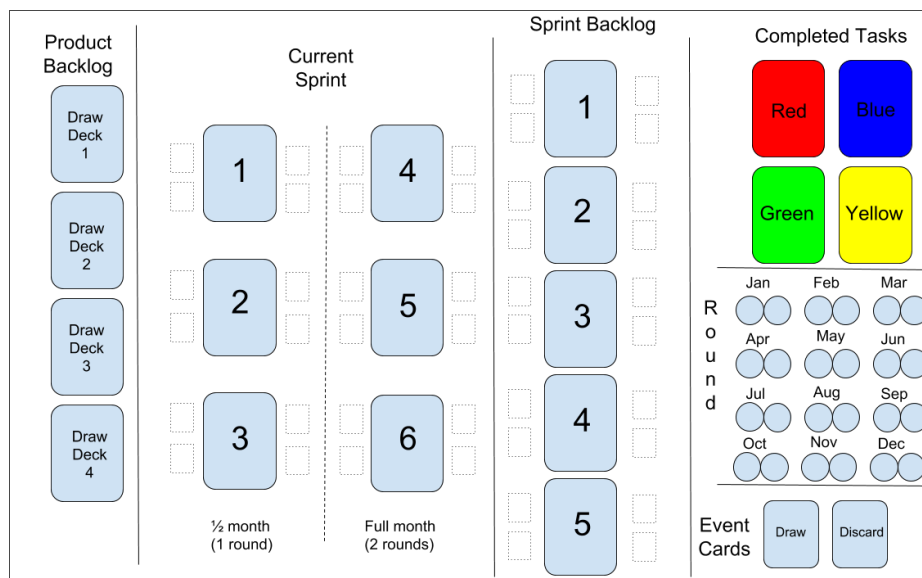 Product
Backlog
Draw
Deck
1
Draw
Deck
2
Draw
Deck
3
Draw
Deck
4
Current
Sprint
1
2
3
½ month
(1 round)
4
5
6
Full month
(2 rounds)
Sprint Backlog
1
2
3
4
5
Completed Tasks
Red
Blue
Green
Yellow
Round
Jan
Feb
Mar
Apr
May
Jun
Jul
Aug
Sep
Oct
Nov
Dec
Event
Cards
Draw
Discard